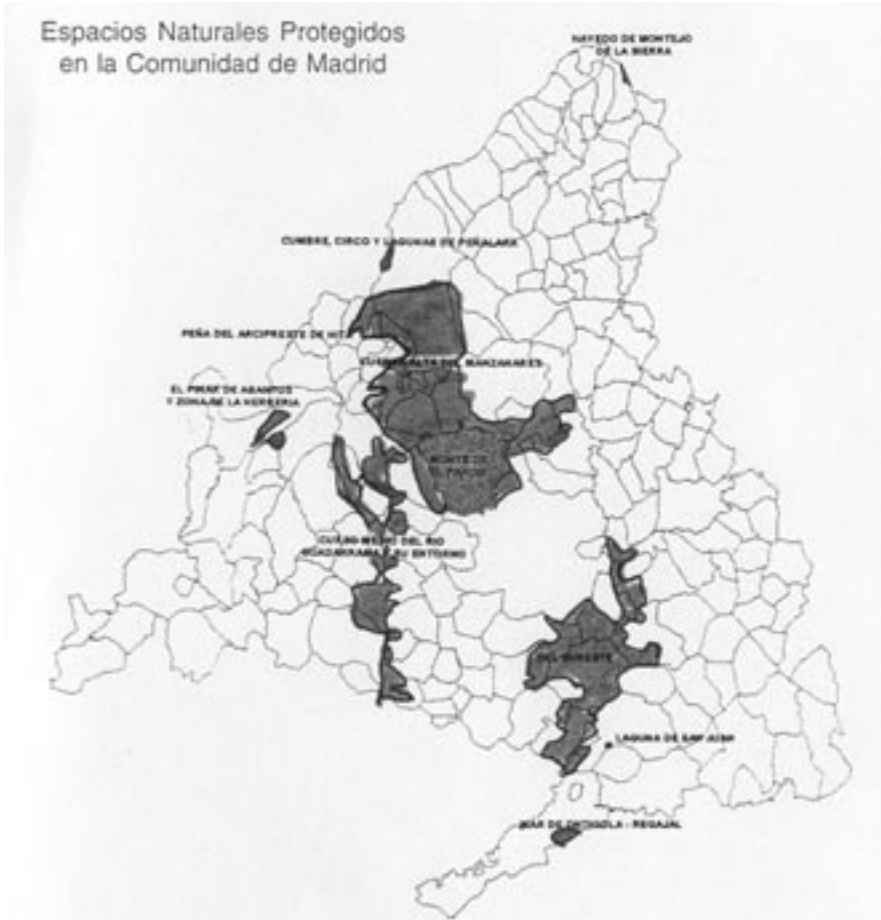 Espacios Naturales Protegidos
en la Comunidad de Madrid
HAYEDO DE MONTEJO
DE LA SIERRA
CUMBRE, CIRCO Y LAGUNAS DE PEÑALARA
PEÑA DEL ARCIPRESTE DE HITA
CUENCA ALTA DEL MANZANARES
EL PINAR DE ABANTOS
Y ZONA DE LA HERRERIA
MONTE DE
EL PARDO
CURSO MEDIO DEL RIO
GUADARRAMA Y SU ENTORNO
DEL SURESTE
LAGUNA DE SAN JUAN
MAR DE ONTIGOLA - REGAJAL